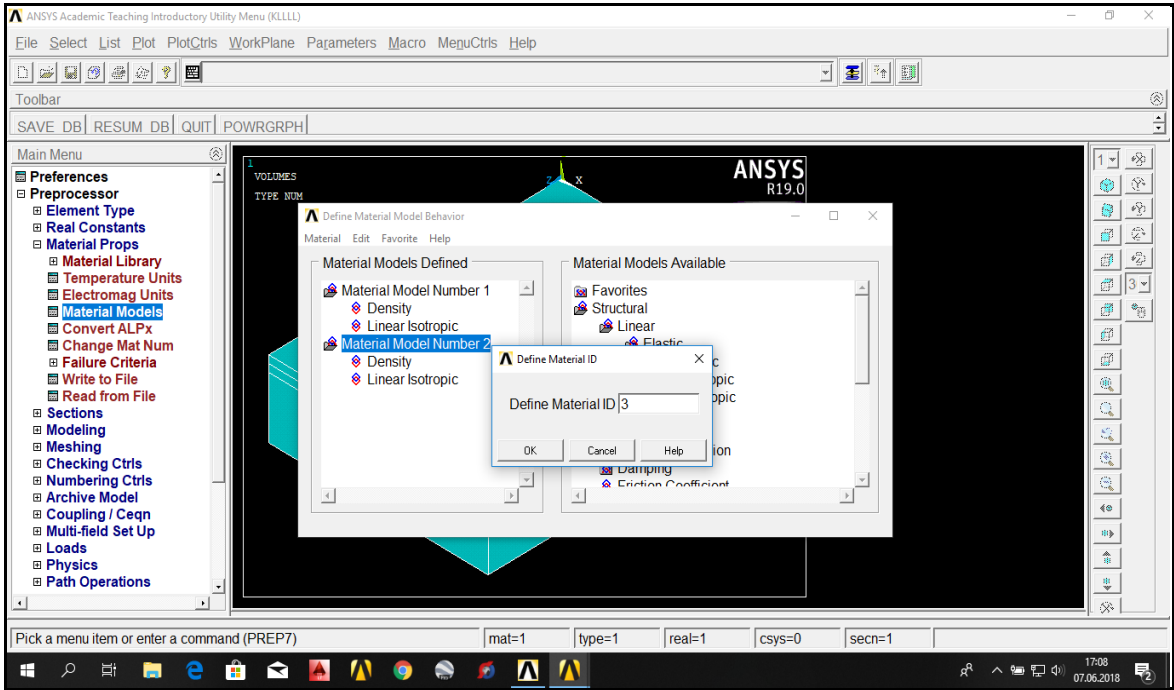 ANSYS Academic Teaching Introductory Utility Menu (KLLLL)
File Select List Plot PlotCtrls WorkPlane Parameters Macro MenuCtrls Help
Toolbar
SAVE_DB RESUM_DB QUIT POWRGRPH
Main Menu
Preferences
Preprocessor
Element Type
Real Constants
Material Props
Material Library
Temperature Units
Electromag Units
Material Models
Convert ALPx
Change Mat Num
Failure Criteria
Write to File
Read from File
Sections
Modeling
Meshing
Checking Ctrls
Numbering Ctrls
Archive Model
Coupling / Ceqn
Multi-field Set Up
Loads
Physics
Path Operations
1
VOLUMES
TYPE NUM
Z X
ANSYS
R19.0
Define Material Model Behavior
Material Edit Favorite Help
Material Models Defined
Material Model Number 1
Density
Linear Isotropic
Material Model Number 2
Density
Linear Isotropic
Material Models Available
Favorites
Structural
Linear
Elastic
c
opic
opic
ion
Damping
Friction Coefficient
Define Material ID
Define Material ID 3
OK Cancel Help
1
3
Pick a menu item or enter a command (PREP7)
mat=1 type=1 real=1 csys=0 secn=1
17:08
07.06.2018
2